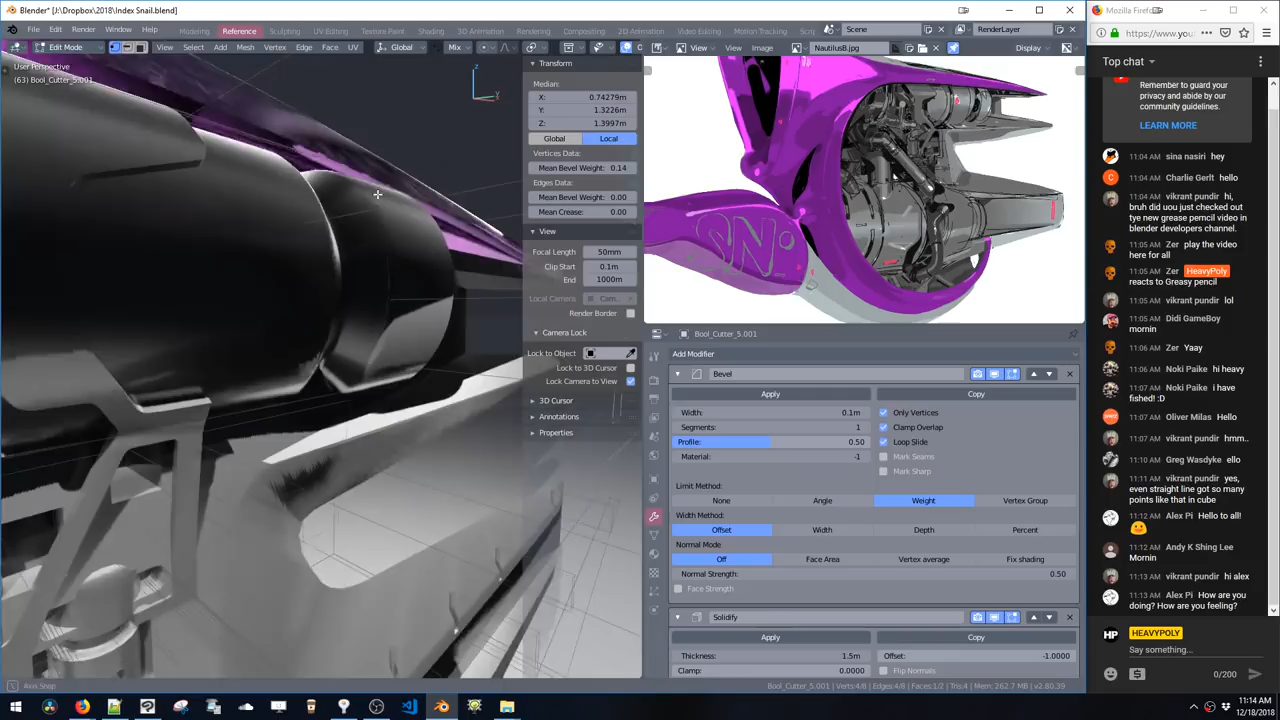 Blender* [J:\Dropbox\2018\Index Snail.blend]
File Edit Render Window Help Reference Modeling Sculpting UV Editing Texture Paint Shading Animation Rendering Compositing 2D Animation Video Editing Motion Tracking Scrip Scene RenderLayer
Edit Mode View Select Add Mesh Vertex Edge Face UV Global Mix
View View Image NautilusB.jpg Display
(63) Bool_Cutter_5.001
Z
Y
Transform
Median:
X: 0.74279m
Y: 1.3226m
Z: 1.3997m
Global Local
Vertices Data:
Mean Bevel Weight: 0.14
Edges Data:
Mean Bevel Weight: 0.00
Mean Crease: 0.00
View
Focal Length 50mm
Clip Start 0.1m
End 1000m
Local Camera Cam...
Render Border
Camera Lock
Lock to Object
Lock to 3D Cursor
Lock Camera to View
3D Cursor
Annotations
Properties
Bool_Cutter_5.001
Add Modifier
Bevel
Apply Copy
Width: 0.1m Only Vertices
Segments: 1 Clamp Overlap
Profile: 0.50 Loop Slide
Material: -1 Mark Seams
Mark Sharp
Limit Method:
None Angle Weight Vertex Group
Width Method:
Offset Width Depth Percent
Normal Mode
Off Face Area Vertex average Fix shading
Normal Strength: 0.50
Face Strength
Solidify
Apply Copy
Thickness: 1.5m Offset: -1.0000
Clamp: 0.0000 Flip Normals
Axis Snap
Bool_Cutter_5.001 | Verts:4/8 | Edges:4/8 | Faces:1/2 | Tris:4 | Mem: 262.7 MB | v2.80.39
Mozilla Firef
https://www.you
Top chat
Remember to guard your
privacy and abide by our
community guidelines.
LEARN MORE
11:04 AM sina nasiri hey
11:04 AM Charlie Gerlt hello
11:04 AM vikrant pundir hi,
bruh did uou just checked out
tye new grease pencil video in
blender developers channel.
11:05 AM Zer play the video
here for all
11:05 AM Zer HeavyPoly
reacts to Greasy pencil
11:05 AM vikrant pundir lol
11:06 AM Didi GameBoy
mornin
11:06 AM Zer Yaay
11:06 AM Noki Paike hi heavy
11:07 AM Noki Paike i have
fished! :D
11:07 AM Oliver Milas Hello
11:07 AM vikrant pundir hmm..
11:09 AM Greg Wasdyke ello
11:11 AM vikrant pundir yes,
even straight line got so many
points like that in cube
11:12 AM Alex Pi Hello to all!
11:12 AM Andy K Shing Lee
Mornin
11:13 AM vikrant pundir hi alex
11:13 AM Alex Pi How are you
doing? How are you feeling?
HP HEAVYPOLY
Say something...
0/200
11:14 AM
12/18/2018